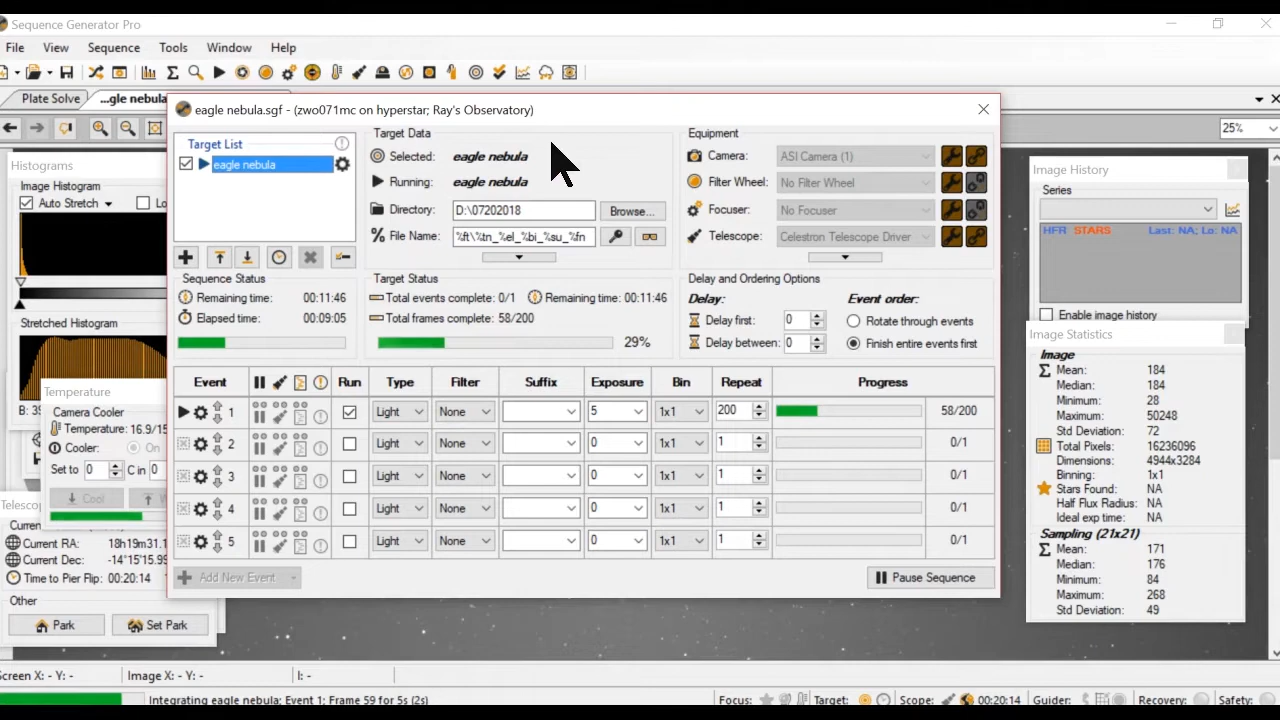 Sequence Generator Pro
File View Sequence Tools Window Help
Plate Solve ...gle nebula
25%
eagle nebula.sgf - (zwo071mc on hyperstar; Ray's Observatory)
Target List
eagle nebula
Target Data
Selected: eagle nebula
Running: eagle nebula
Directory: D:\07202018 Browse...
File Name: %ft\%tn_%el_%bi_%su_%fn
Equipment
Camera: ASI Camera (1)
Filter Wheel: No Filter Wheel
Focuser: No Focuser
Telescope: Celestron Telescope Driver
Sequence Status
Remaining time: 00:11:46
Elapsed time: 00:09:05
Target Status
Total events complete: 0/1 Remaining time: 00:11:46
Total frames complete: 58/200
29%
Delay and Ordering Options
Delay: Event order:
Delay first: 0 Rotate through events
Delay between: 0 Finish entire events first
Event Run Type Filter Suffix Exposure Bin Repeat Progress
1 Light None 5 1x1 200 58/200
2 Light None 0 1x1 1 0/1
3 Light None 0 1x1 1 0/1
4 Light None 0 1x1 1 0/1
5 Light None 0 1x1 1 0/1
Add New Event Pause Sequence
Histograms
Image Histogram
Auto Stretch
Stretched Histogram
Temperature
Camera Cooler
Temperature: 16.9/15
Cooler: On
Set to 0 C in 0
Cool
Current RA: 18h19m31.1
Current Dec: -14°15'15.99
Time to Pier Flip: 00:20:14
Other
Park Set Park
Image History
Series
HFR STARS Last: NA; Lo: NA
Enable image history
Image Statistics
Image
Mean: 184
Median: 184
Minimum: 28
Maximum: 50248
Std Deviation: 72
Total Pixels: 16236096
Dimensions: 4944x3284
Binning: 1x1
Stars Found: NA
Half Flux Radius: NA
Ideal exp time: NA
Sampling (21x21)
Mean: 171
Median: 176
Minimum: 84
Maximum: 268
Std Deviation: 49
Screen X: - Y: - Image X: - Y: - I: -
Integrating eagle nebula; Event 1; Frame 59 for 5s (2s) Focus: Target: Scope: 00:20:14 Guider: Recovery: Safety: